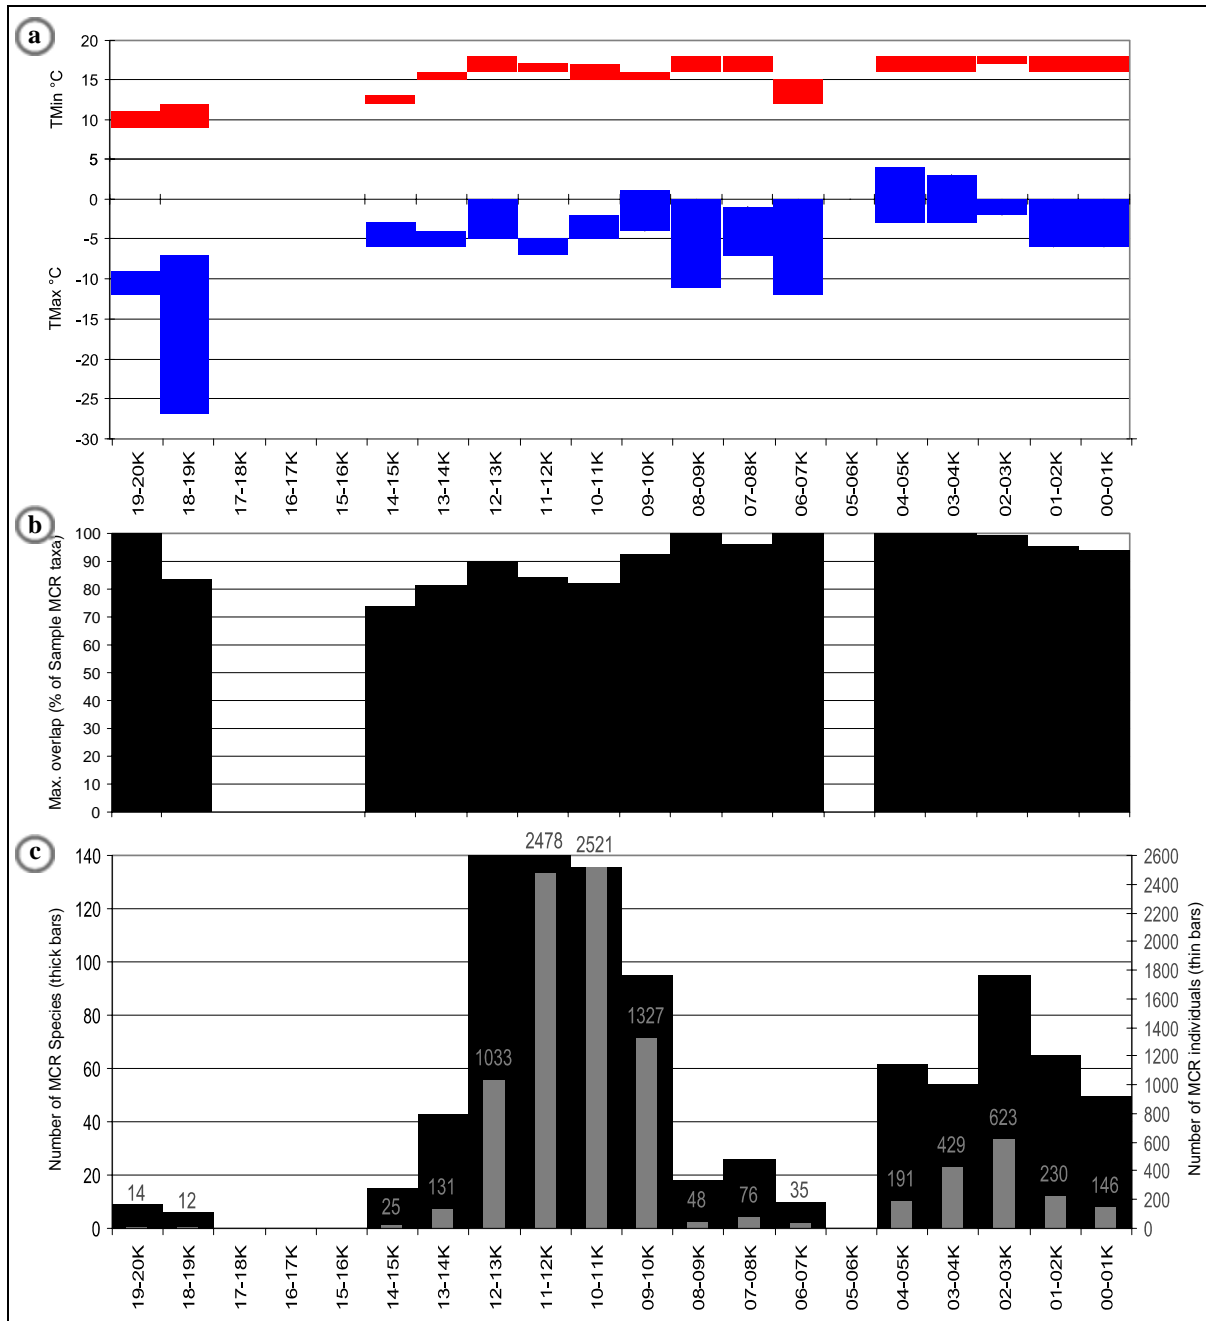 a
TMin °C
TMax °C
20
15
10
5
0
-5
-10
-15
-20
-25
-30
19-20K
18-19K
17-18K
16-17K
15-16K
14-15K
13-14K
12-13K
11-12K
10-11K
09-10K
08-09K
07-08K
06-07K
05-06K
04-05K
03-04K
02-03K
01-02K
00-01K
b
Max. overlap (% of Sample MCR taxa)
100
90
80
70
60
50
40
30
20
10
0
c
Number of MCR Species (thick bars)
140
120
100
80
60
40
20
0
14
12
25
131
1033
2478
2521
1327
48
76
35
191
429
623
230
146
2600
2400
2200
2000
1800
1600
1400
1200
1000
800
600
400
200
0
Number of MCR individuals (thin bars)
19-20K
18-19K
17-18K
16-17K
15-16K
14-15K
13-14K
12-13K
11-12K
10-11K
09-10K
08-09K
07-08K
06-07K
05-06K
04-05K
03-04K
02-03K
01-02K
00-01K